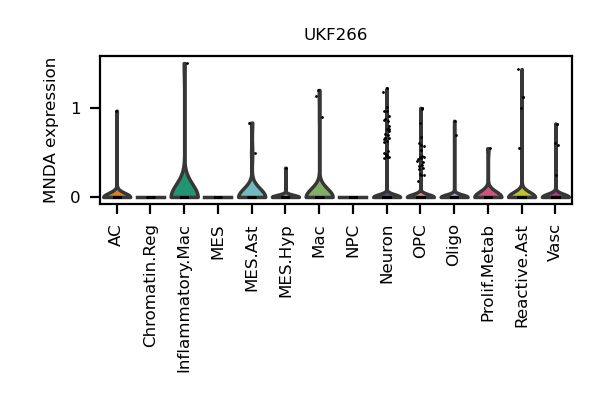 UKF266
MNDA expression
1
0
AC
Chromatin.Reg
Inflammatory.Mac
MES
MES.Ast
MES.Hyp
Mac
NPC
Neuron
OPC
Oligo
Prolif.Metab
Reactive.Ast
Vasc